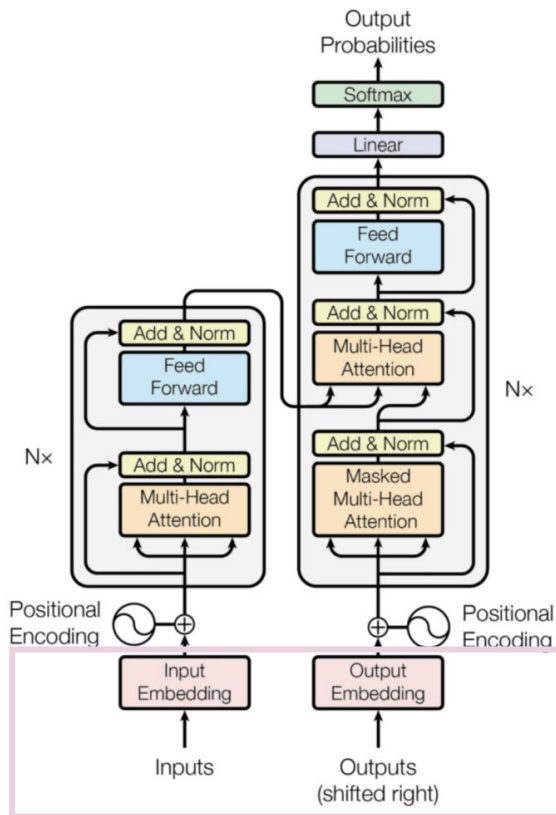 Output
Probabilities
Softmax
Linear
Add & Norm
Feed
Forward
Add & Norm
Multi-Head
Attention
Add & Norm
Masked
Multi-Head
Attention
Nx
Add & Norm
Feed
Forward
Add & Norm
Multi-Head
Attention
Nx
Positional
Encoding
Positional
Encoding
Input
Embedding
Output
Embedding
Inputs
Outputs
(shifted right)